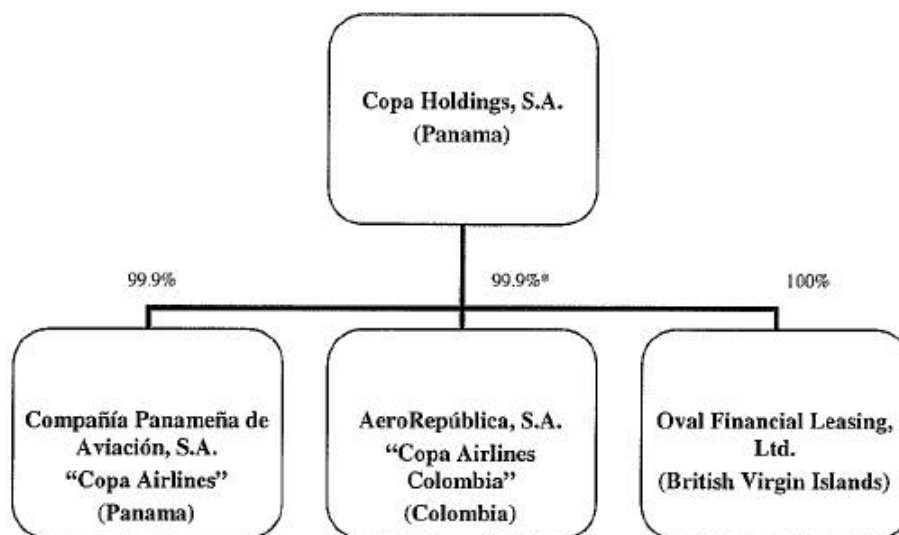 Copa Holdings, S.A.
(Panama)
99.9%
99.9%*
100%
Compañía Panameña de
Aviación, S.A.
“Copa Airlines”
(Panama)
AeroRepública, S.A.
“Copa Airlines
Colombia”
(Colombia)
Oval Financial Leasing,
Ltd.
(British Virgin Islands)